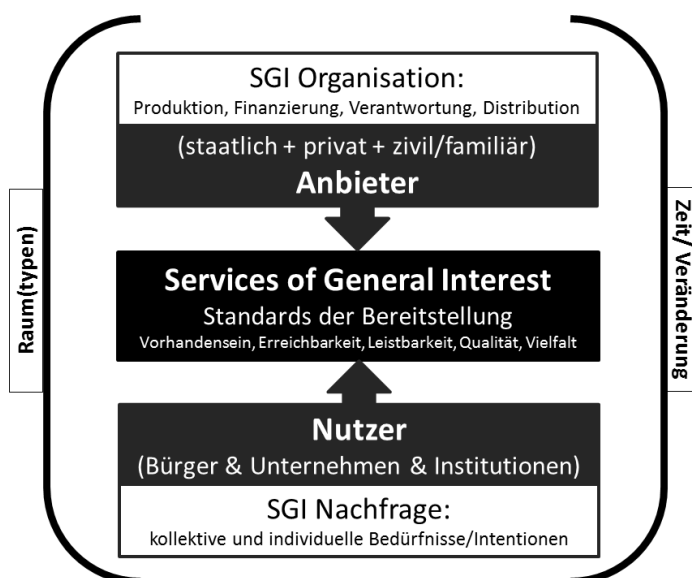 SGI Organisation:
Produktion, Finanzierung, Verantwortung, Distribution
(staatlich + privat + zivil/familiär)
Anbieter
Raum(typen)
Zeit/ Veränderung
Services of General Interest
Standards der Bereitstellung
Vorhandensein, Erreichbarkeit, Leistbarkeit, Qualität, Vielfalt
Nutzer
(Bürger & Unternehmen & Institutionen)
SGI Nachfrage:
kollektive und individuelle Bedürfnisse/Intentionen